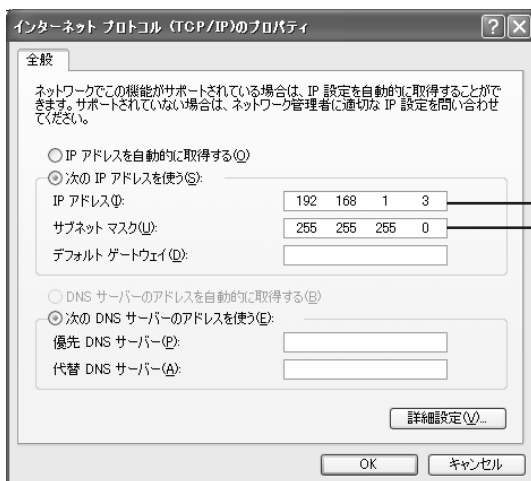 インターネット プロトコル (TCP/IP)のプロパティ
全般
ネットワークでこの機能がサポートされている場合は、IP 設定を自動的に取得することがで
きます。サポートされていない場合は、ネットワーク管理者に適切な IP 設定を問い合わせ
てください。
IP アドレスを自動的に取得する(O)
次の IP アドレスを使う(S):
IP アドレス(I): 192 168 1 3
サブネット マスク(U): 255 255 255 0
デフォルト ゲートウェイ(D):
DNS サーバーのアドレスを自動的に取得する(B)
次の DNS サーバーのアドレスを使う(E):
優先 DNS サーバー(P):
代替 DNS サーバー(A):
詳細設定(V)...
OK キャンセル